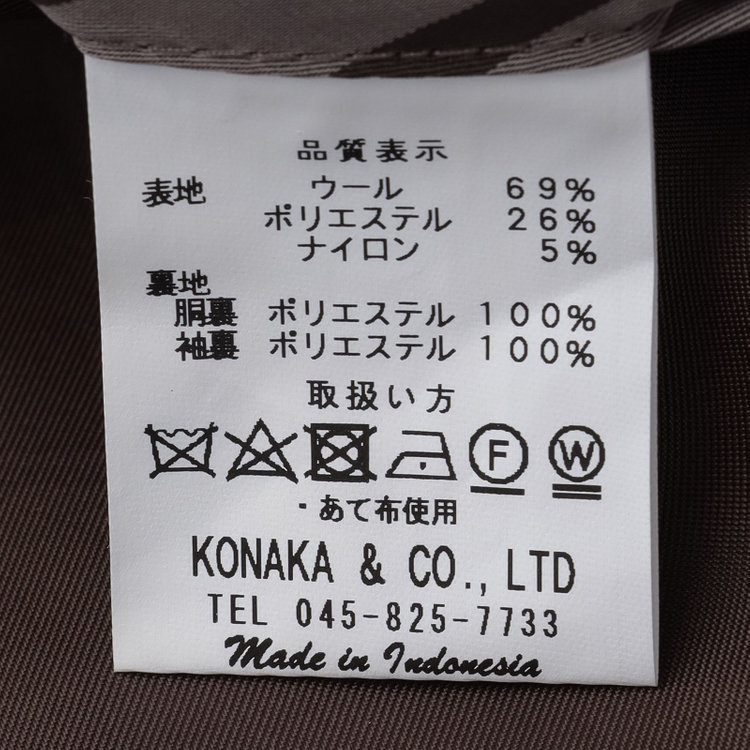 品質表示
表地 ウール 69%
ポリエステル 26%
ナイロン 5%
裏地
胴裏 ポリエステル 100%
袖裏 ポリエステル 100%
取扱い方
F W
・あて布使用
KONAKA & CO., LTD
TEL 045-825-7733
Made in Indonesia